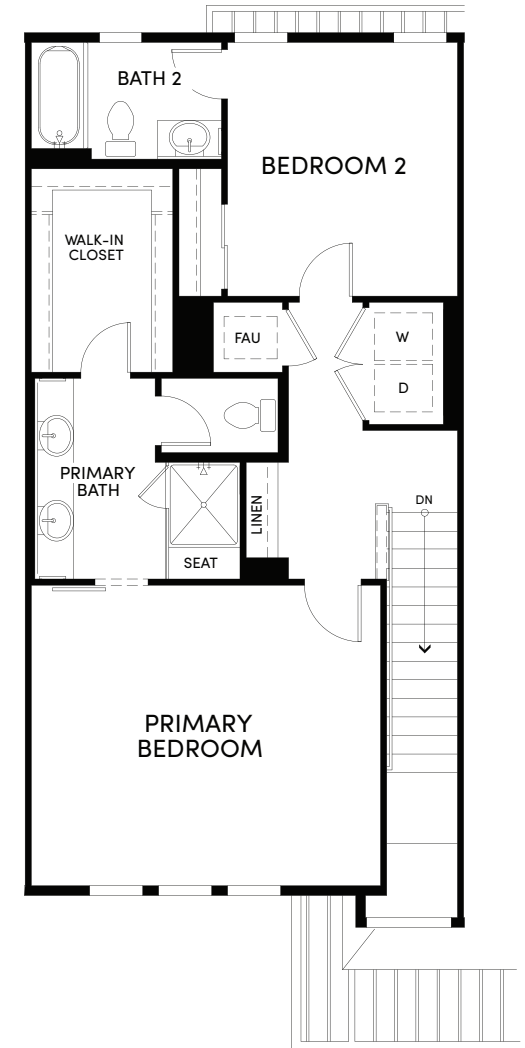 BATH 2
BEDROOM 2
WALK-IN
CLOSET
FAU
W
D
PRIMARY
BATH
LINEN
DN
SEAT
PRIMARY
BEDROOM